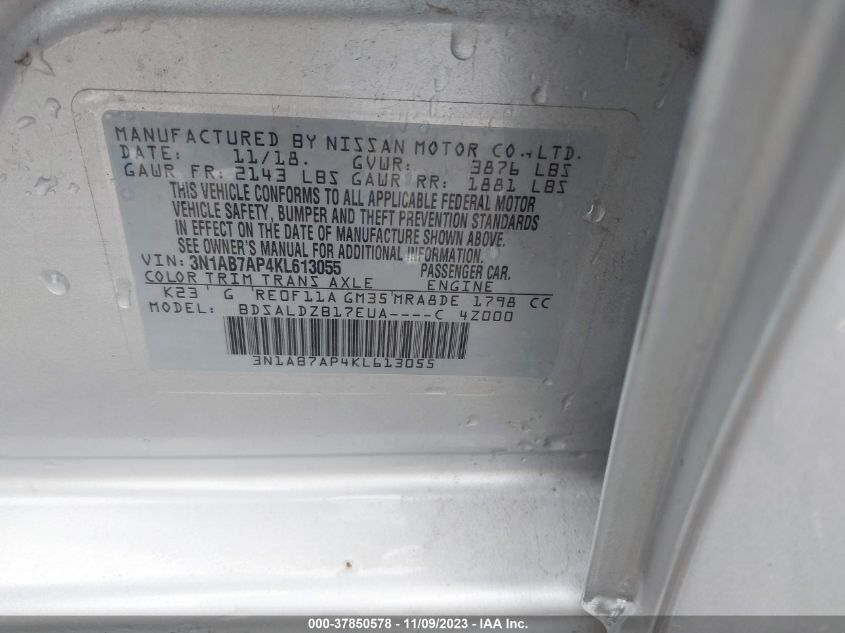 MANUFACTURED BY NISSAN MOTOR CO.,LTD.
DATE: 11/18. GVWR: 3876 LBS
GAWR FR: 2143 LBS GAWR RR: 1881 LBS
THIS VEHICLE CONFORMS TO ALL APPLICABLE FEDERAL MOTOR
VEHICLE SAFETY, BUMPER AND THEFT PREVENTION STANDARDS
IN EFFECT ON THE DATE OF MANUFACTURE SHOWN ABOVE.
SEE OWNER'S MANUAL FOR ADDITIONAL INFORMATION.
VIN: 3N1AB7AP4KL613055 PASSENGER CAR.
COLOR TRIM TRANS AXLE ENGINE
K23 ' G 'RE0F11A GM35'MRA8DE 1798 CC
MODEL: BDSALDZB17EUA----C 4Z000
3N1AB7AP4KL613055
000-37850578 - 11/09/2023 - IAA Inc.